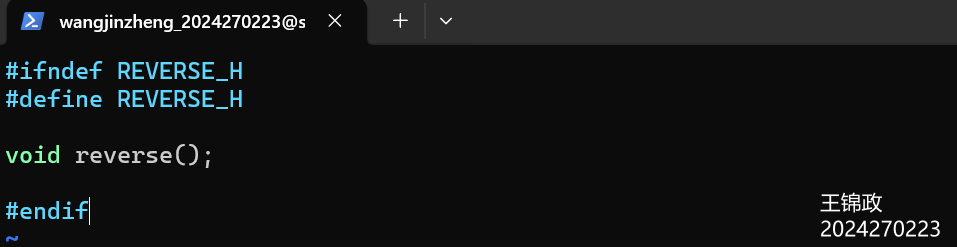 wangjinzheng_2024270223@s
#ifndef REVERSE_H
#define REVERSE_H
void reverse();
#endif
~
王锦政
2024270223